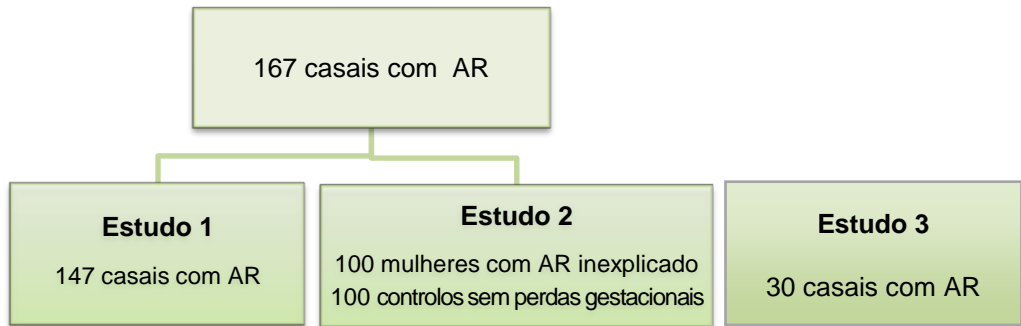 167 casais com AR
Estudo 1
147 casais com AR
Estudo 2
100 mulheres com AR inexplicado
100 controlos sem perdas gestacionais
Estudo 3
30 casais com AR